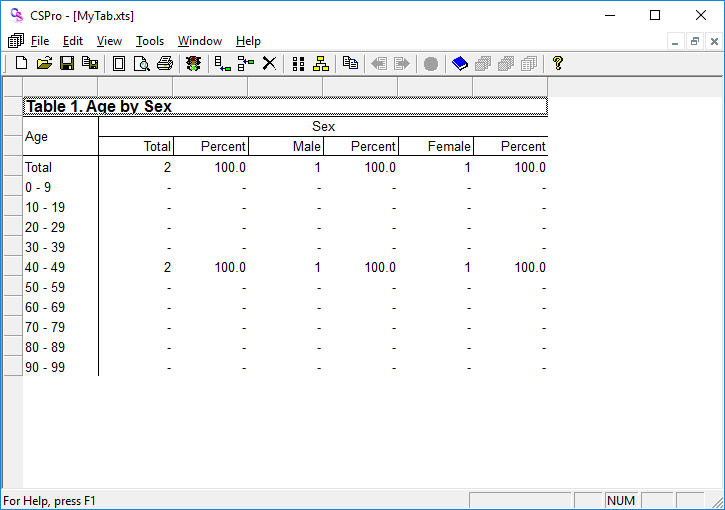 CSPro - [MyTab.xts]
File Edit View Tools Window Help
Table 1. Age by Sex
Age Sex
Total Percent Male Percent Female Percent
Total 2 100.0 1 100.0 1 100.0
0 - 9 - - - - - -
10 - 19 - - - - - -
20 - 29 - - - - - -
30 - 39 - - - - - -
40 - 49 2 100.0 1 100.0 1 100.0
50 - 59 - - - - - -
60 - 69 - - - - - -
70 - 79 - - - - - -
80 - 89 - - - - - -
90 - 99 - - - - - -
For Help, press F1 NUM